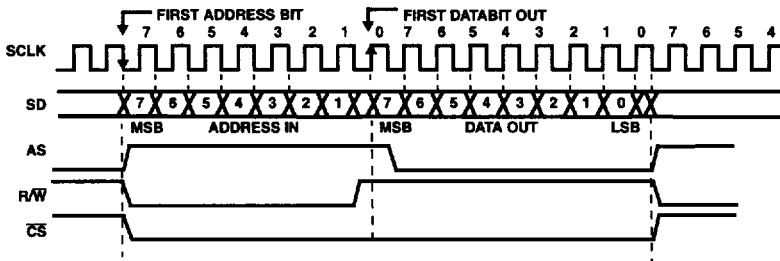 FIRST ADDRESS BIT
FIRST DATABIT OUT
7 6 5 4 3 2 1 0 7 6 5 4 3 2 1 0 7 6 5 4
SCLK
SD 7 6 5 4 3 2 1 7 6 5 4 3 2 1 0
MSB ADDRESS IN MSB DATA OUT LSB
AS
R/W̅
C̅S̅